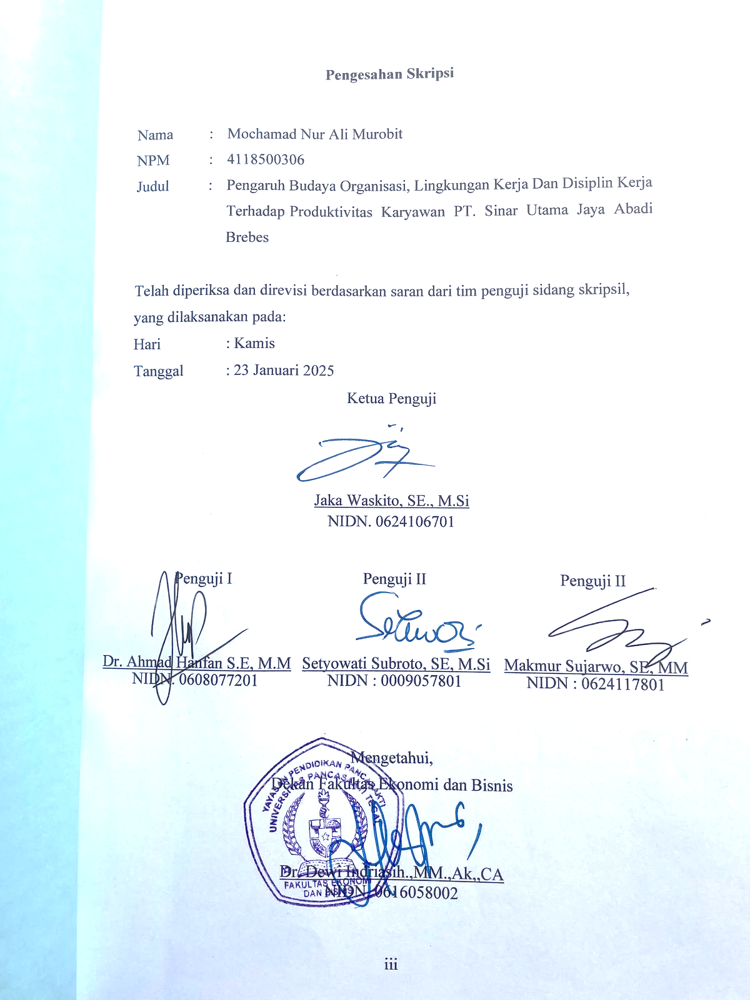 Pengesahan Skripsi
Nama : Mochamad Nur Ali Murobit
NPM : 4118500306
Judul : Pengaruh Budaya Organisasi, Lingkungan Kerja Dan Disiplin Kerja
Terhadap Produktivitas Karyawan PT. Sinar Utama Jaya Abadi
Brebes
Telah diperiksa dan direvisi berdasarkan saran dari tim penguji sidang skripsil,
yang dilaksanakan pada:
Hari : Kamis
Tanggal : 23 Januari 2025
Ketua Penguji
Jaka Waskito, SE., M.Si
NIDN. 0624106701
Penguji I Penguji II Penguji II
Dr. Ahmad Hanfan S.E, M.M Setyowati Subroto, SE, M.Si Makmur Sujarwo, SE, MM
NIDN. 0608077201 NIDN : 0009057801 NIDN : 0624117801
Mengetahui,
Dekan Fakultas Ekonomi dan Bisnis
YAYASAN PENDIDIKAN PANCASAKTI
UNIVERSITAS PANCASAKTI TEGAL
Dr. Dewi Indriasih.,MM.,Ak,,CA
FAKULTAS EKONOMI
DAN BISNIS
NIDN. 0616058002
iii